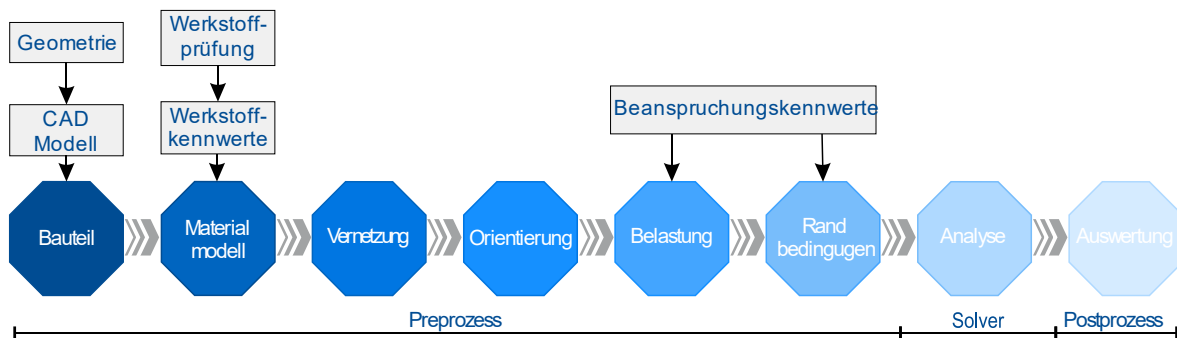 Geometrie
Werkstoff-
prüfung
CAD
Modell
Werkstoff-
kennwerte
Beanspruchungskennwerte
Bauteil
Material
modell
Vernetzung
Orientierung
Belastung
Rand
bedingugen
Analyse
Auswertung
Preprozess
Solver
Postprozess